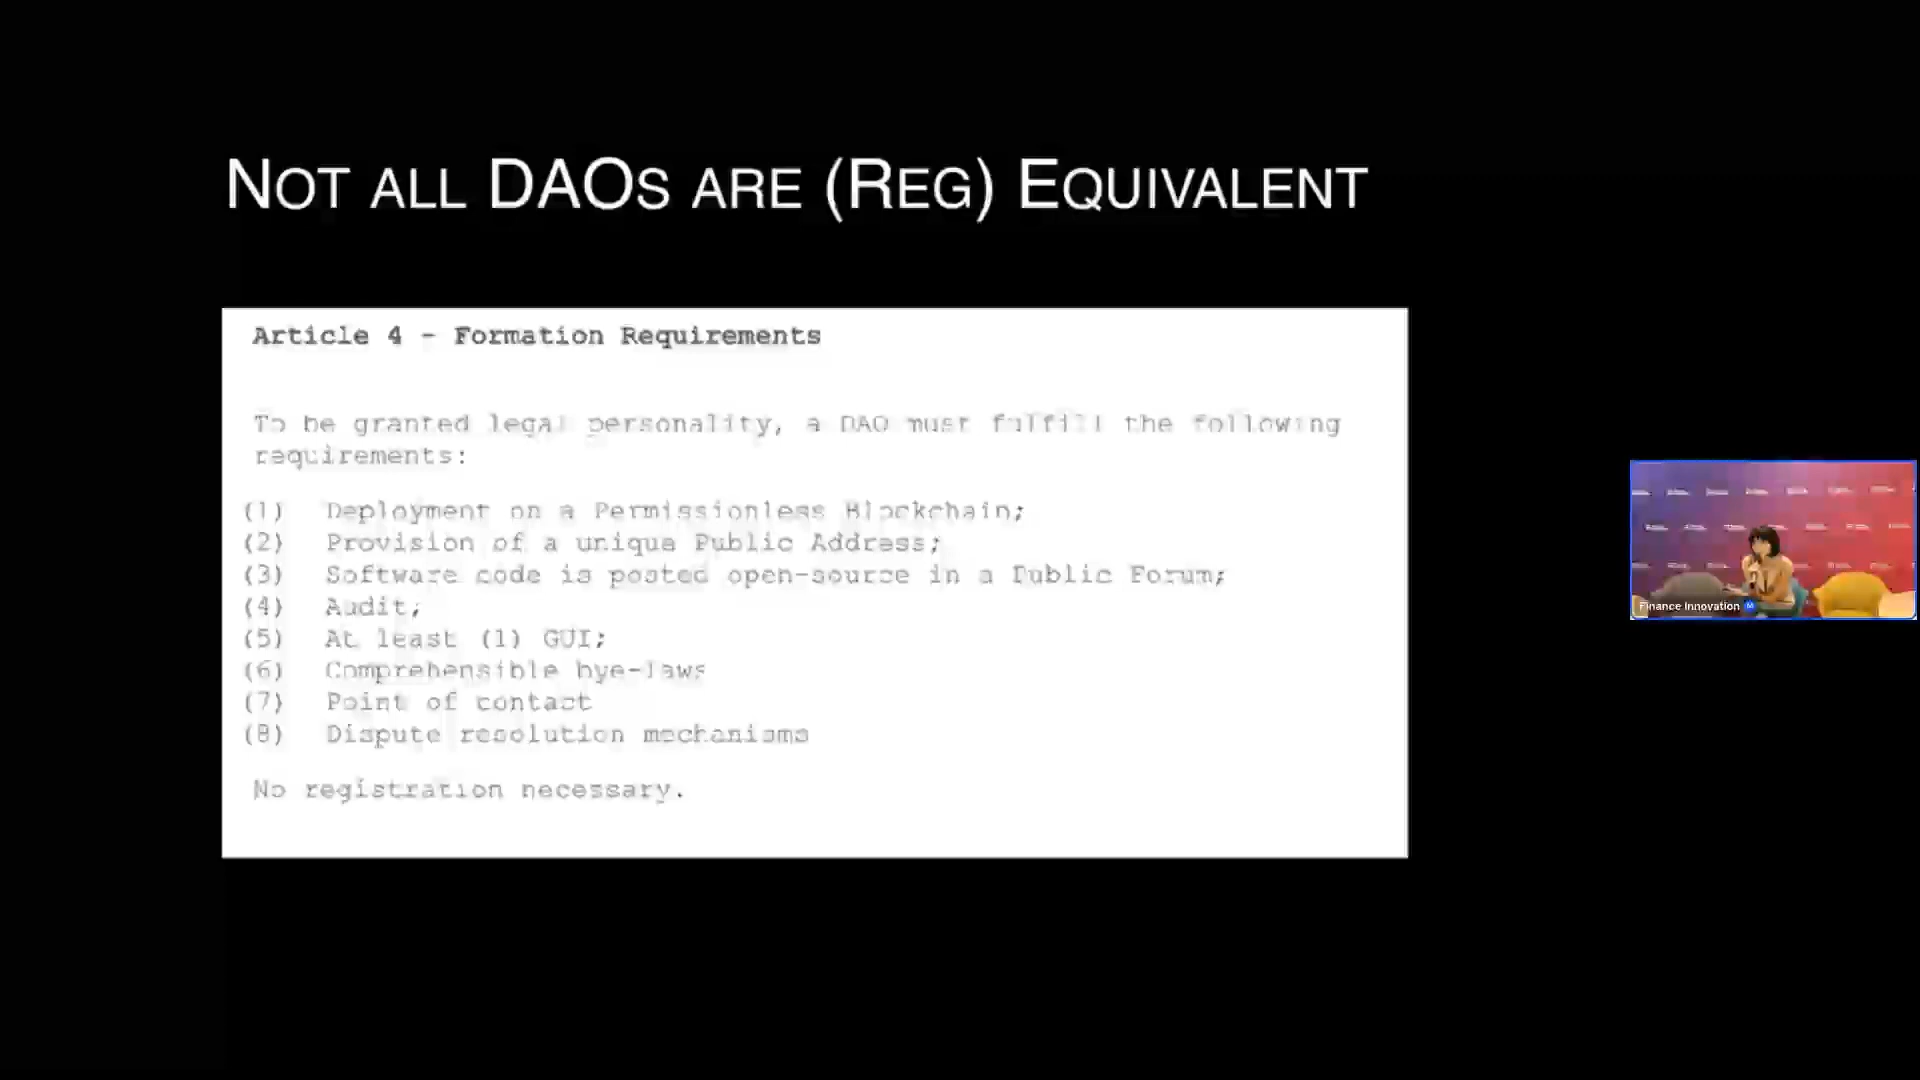 NOT ALL DAOS ARE (REG) EQUIVALENT
Article 4 - Formation Requirements
To be granted legal personality, a DAO must fulfill the following
requirements:
(1) Deployment on a Permissionless Blockchain;
(2) Provision of a unique Public Address;
(3) Software code is posted open-source in a Public Forum;
(4) Audit;
(5) At least (1) GUI;
(6) Comprehensible bye-laws
(7) Point of contact
(8) Dispute resolution mechanisms
No registration necessary.
Finance Innovation